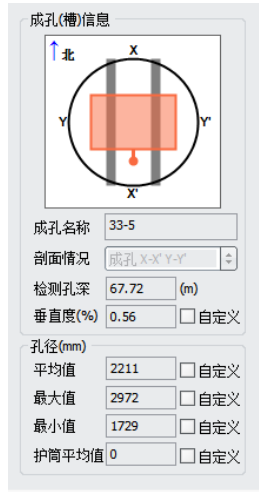 成孔(槽)信息
北
X
Y
Y'
X'
成孔名称 33-5
剖面情况 成孔 X-X' Y-Y'
检测孔深 67.72 (m)
垂直度(%) 0.56 自定义
孔径(mm)
平均值 2211 自定义
最大值 2972 自定义
最小值 1729 自定义
护筒平均值 0 自定义